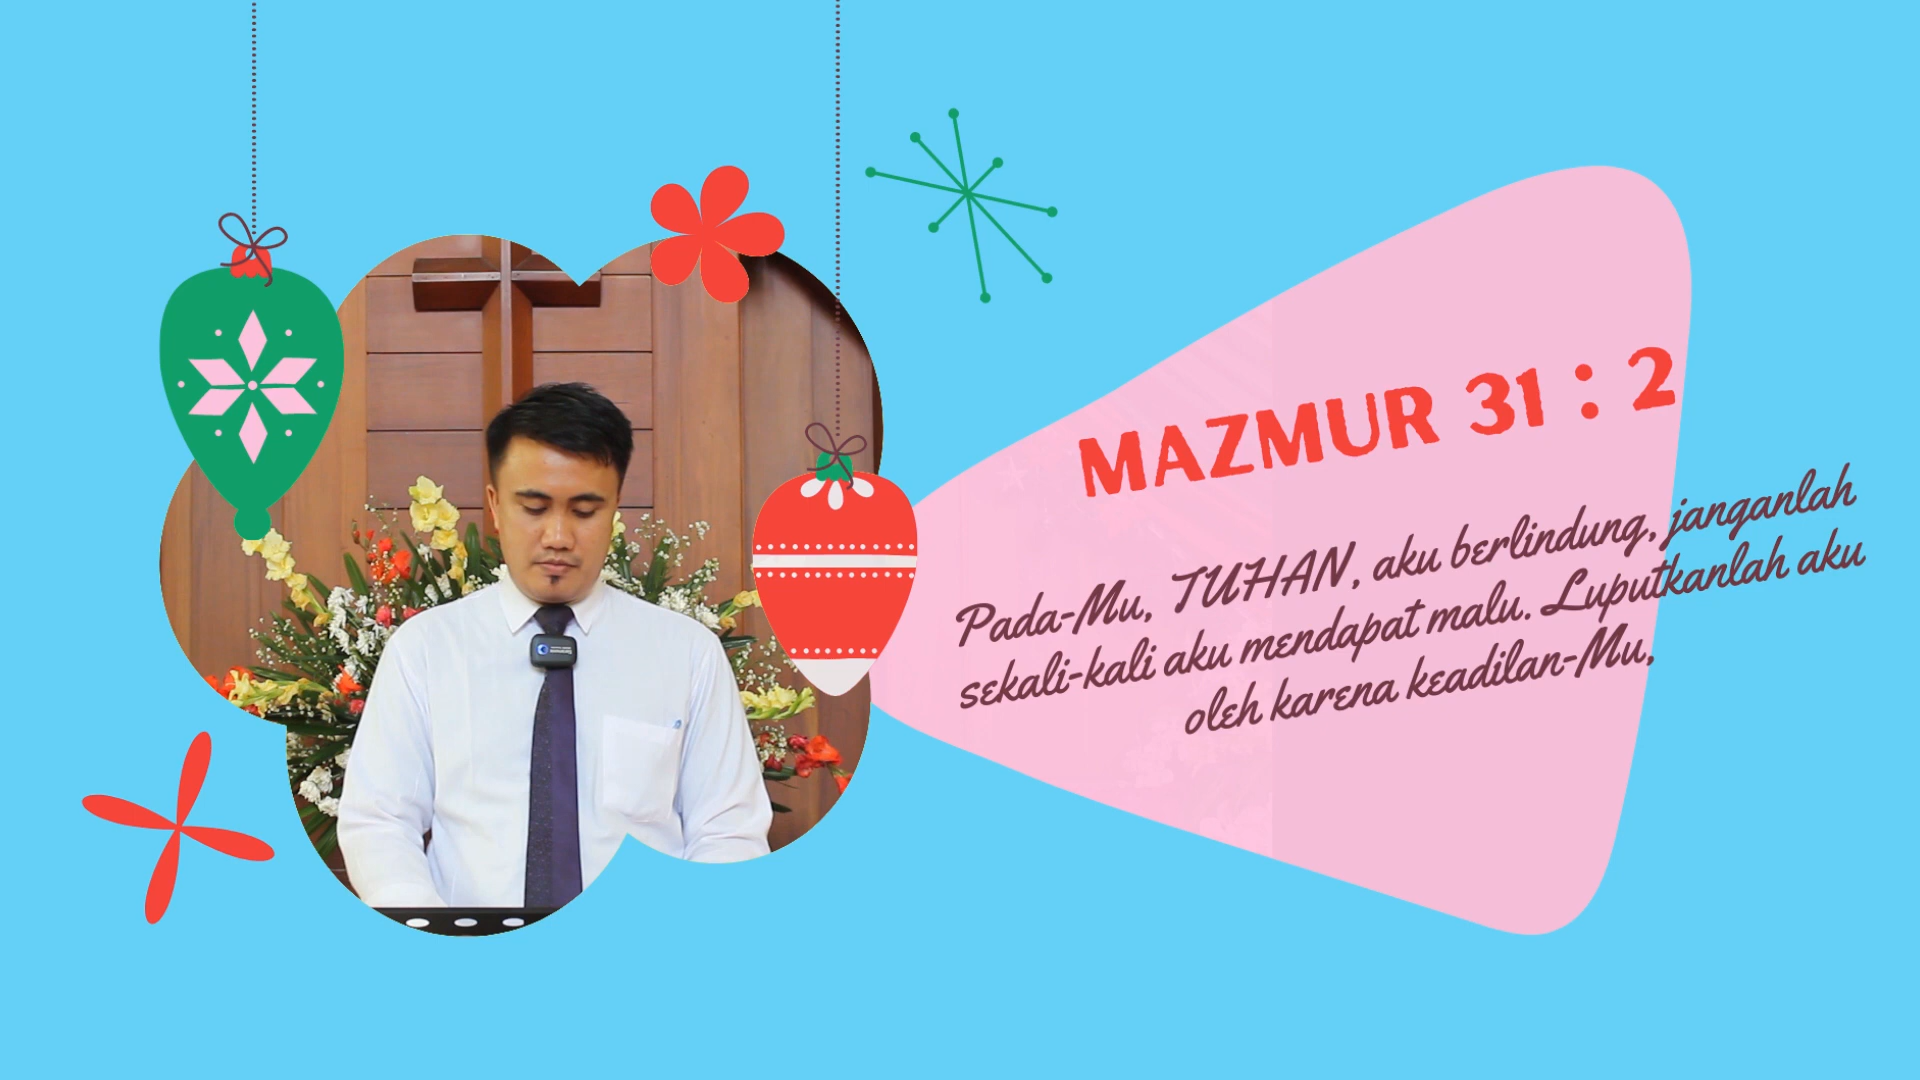 MAZMUR 31 : 2
Pada-Mu, TUHAN, aku berlindung, janganlah
sekali-kali aku mendapat malu. Luputkanlah aku
oleh karena keadilan-Mu,